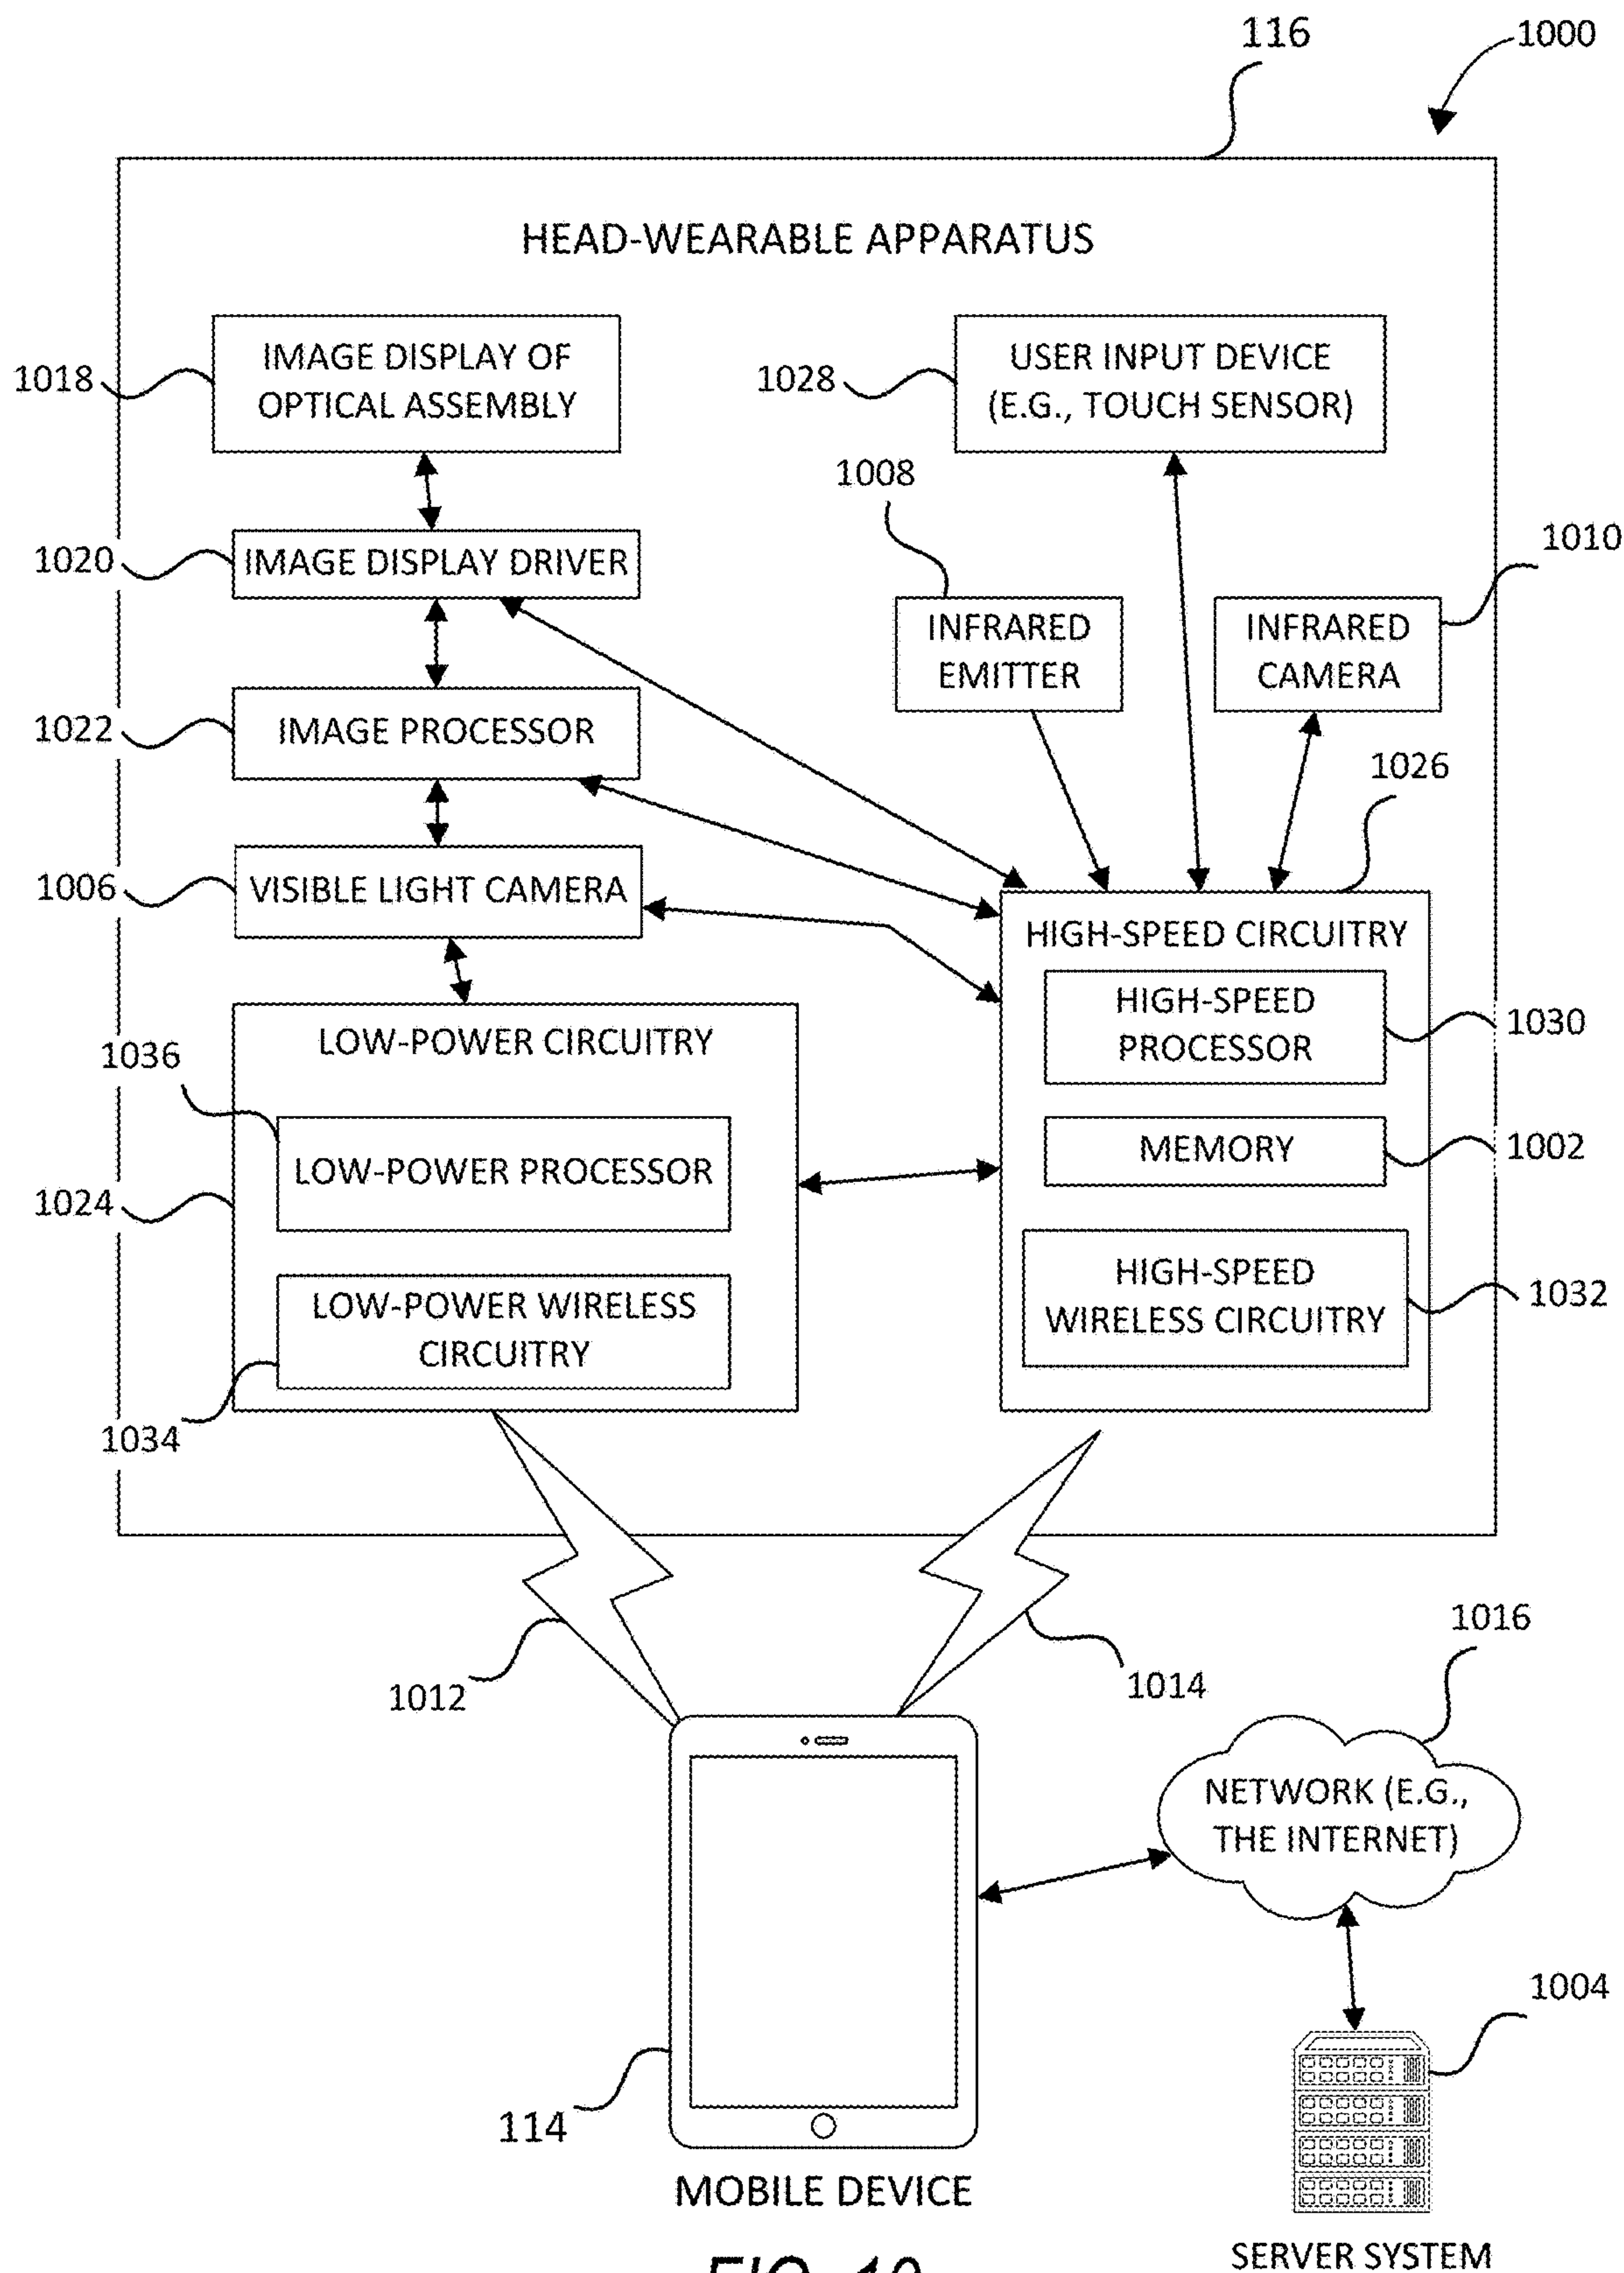 116
1000
HEAD-WEARABLE APPARATUS
IMAGE DISPLAY OF
OPTICAL ASSEMBLY
1018
USER INPUT DEVICE
(E.G., TOUCH SENSOR)
1028
1008
1010
IMAGE DISPLAY DRIVER
1020
INFRARED
EMITTER
INFRARED
CAMERA
IMAGE PROCESSOR
1022
1026
VISIBLE LIGHT CAMERA
1006
HIGH-SPEED CIRCUITRY
HIGH-SPEED
PROCESSOR
1030
LOW-POWER CIRCUITRY
1036
LOW-POWER PROCESSOR
1024
MEMORY
1002
LOW-POWER WIRELESS
CIRCUITRY
1034
HIGH-SPEED
WIRELESS CIRCUITRY
1032
1012
1014
1016
NETWORK (E.G.,
THE INTERNET)
1004
114
MOBILE DEVICE
SERVER SYSTEM
FIG. 10